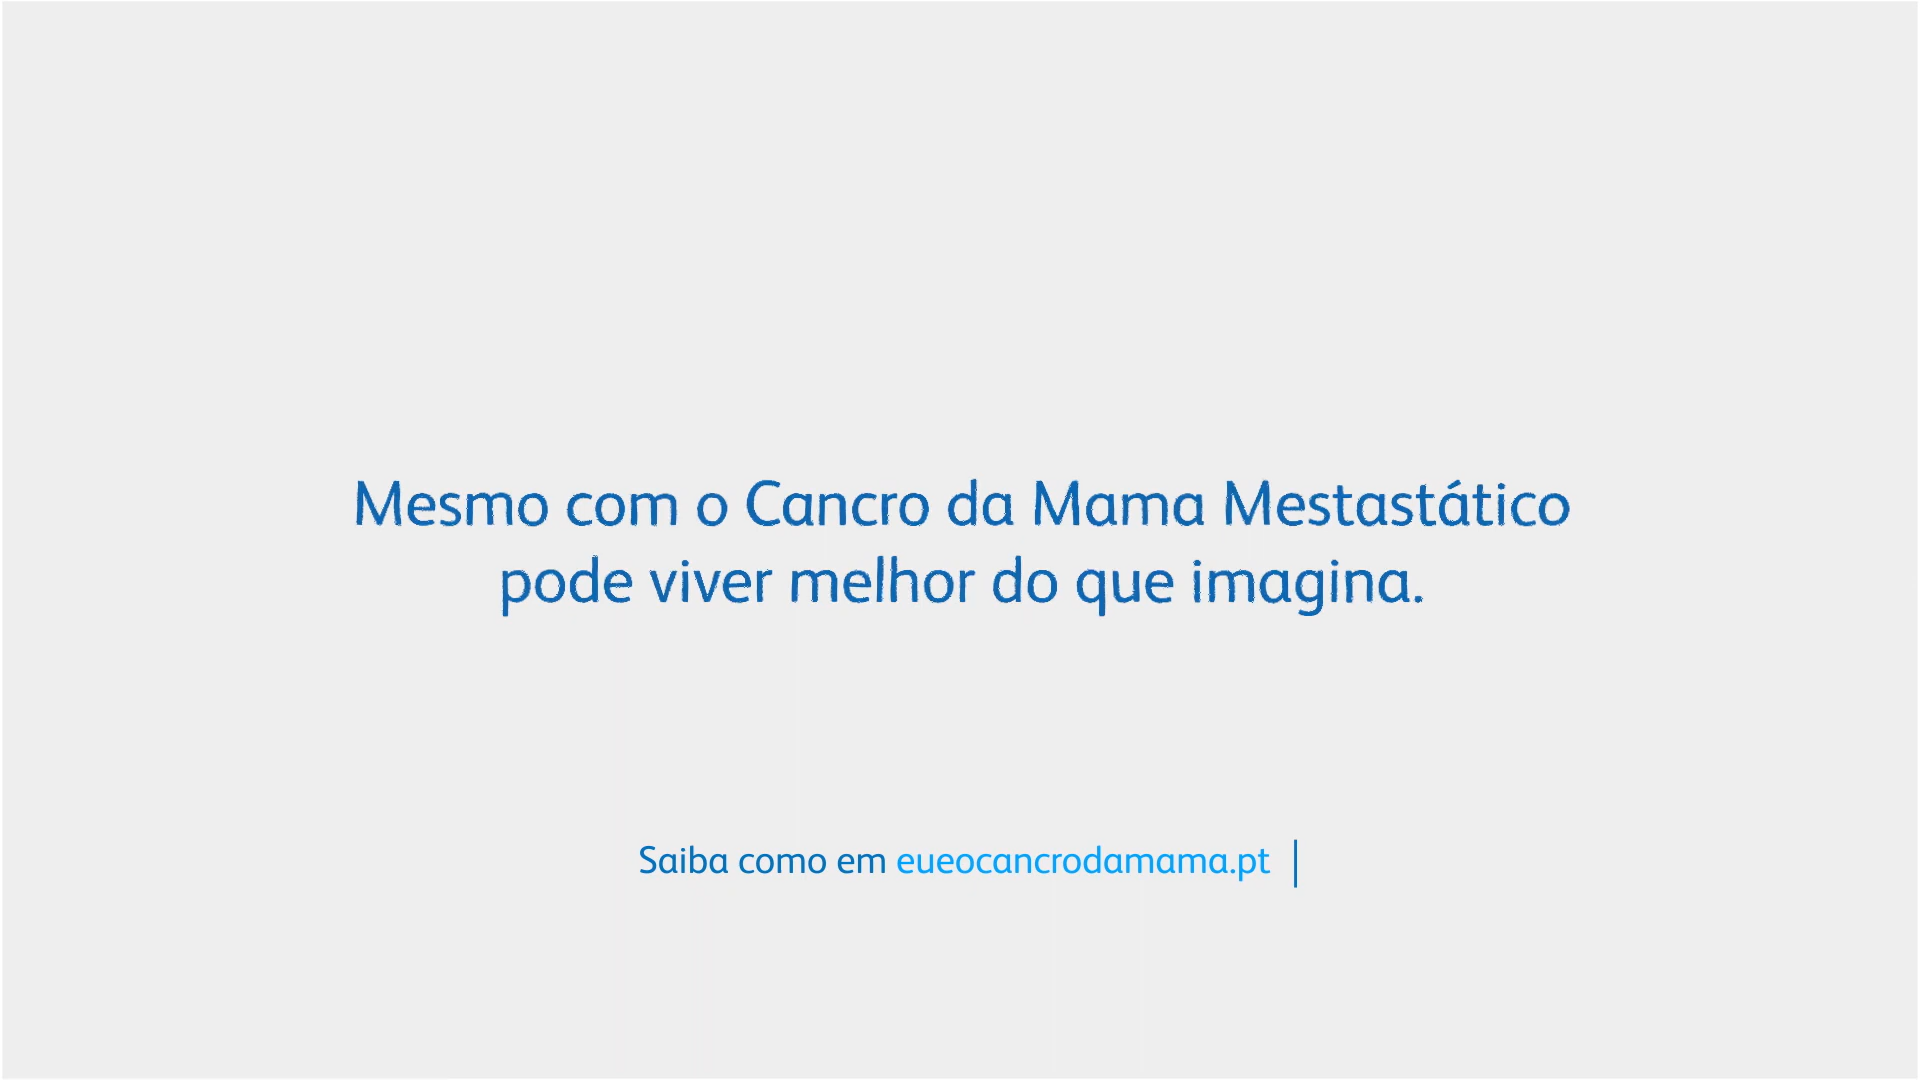 Mesmo com o Cancro da Mama Mestastático
pode viver melhor do que imagina.
Saiba como em eueocancrodamama.pt